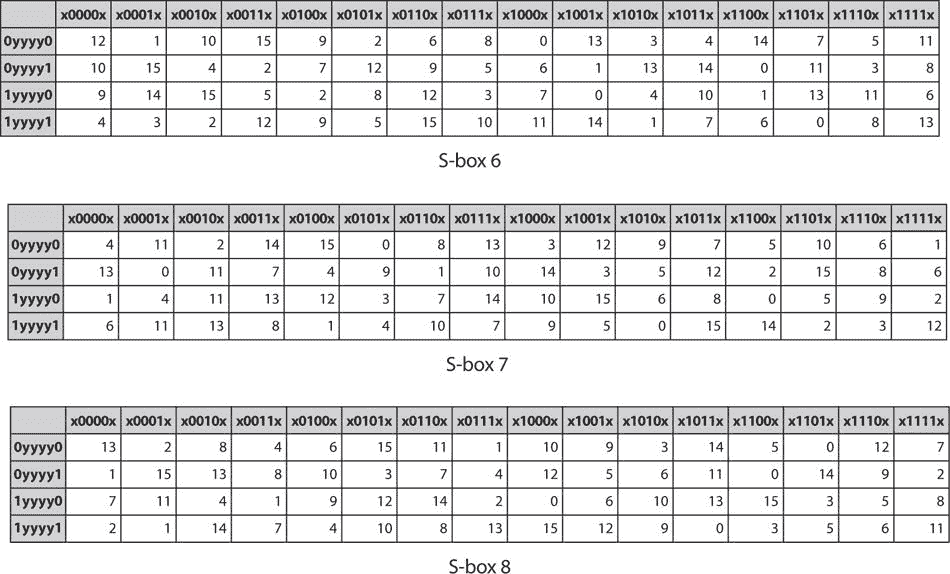 x0000x x0001x x0010x x0011x x0100x x0101x x0110x x0111x x1000x x1001x x1010x x1011x x1100x x1101x x1110x x1111x
0yyyy0 12 1 10 15 9 2 6 8 0 13 3 4 14 7 5 11
0yyyy1 10 15 4 2 7 12 9 5 6 1 13 14 0 11 3 8
1yyyy0 9 14 15 5 2 8 12 3 7 0 4 10 1 13 11 6
1yyyy1 4 3 2 12 9 5 15 10 11 14 1 7 6 0 8 13
S-box 6
x0000x x0001x x0010x x0011x x0100x x0101x x0110x x0111x x1000x x1001x x1010x x1011x x1100x x1101x x1110x x1111x
0yyyy0 4 11 2 14 15 0 8 13 3 12 9 7 5 10 6 1
0yyyy1 13 0 11 7 4 9 1 10 14 3 5 12 2 15 8 6
1yyyy0 1 4 11 13 12 3 7 14 10 15 6 8 0 5 9 2
1yyyy1 6 11 13 8 1 4 10 7 9 5 0 15 14 2 3 12
S-box 7
x0000x x0001x x0010x x0011x x0100x x0101x x0110x x0111x x1000x x1001x x1010x x1011x x1100x x1101x x1110x x1111x
0yyyy0 13 2 8 4 6 15 11 1 10 9 3 14 5 0 12 7
0yyyy1 1 15 13 8 10 3 7 4 12 5 6 11 0 14 9 2
1yyyy0 7 11 4 1 9 12 14 2 0 6 10 13 15 3 5 8
1yyyy1 2 1 14 7 4 10 8 13 15 12 9 0 3 5 6 11
S-box 8